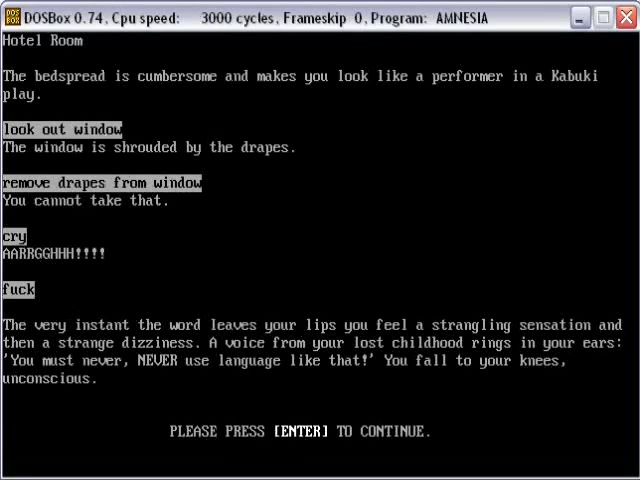 DOSBox 0.74, Cpu speed: 3000 cycles, Frameskip 0, Program: AMNESIA
Hotel Room
The bedspread is cumbersome and makes you look like a performer in a Kabuki
play.
look out window
The window is shrouded by the drapes.
remove drapes from window
You cannot take that.
cry
AARRGGHHH!!!!
fuck
The very instant the word leaves your lips you feel a strangling sensation and
then a strange dizziness. A voice from your lost childhood rings in your ears:
'You must never, NEVER use language like that!' You fall to your knees,
unconscious.
PLEASE PRESS [ENTER] TO CONTINUE.